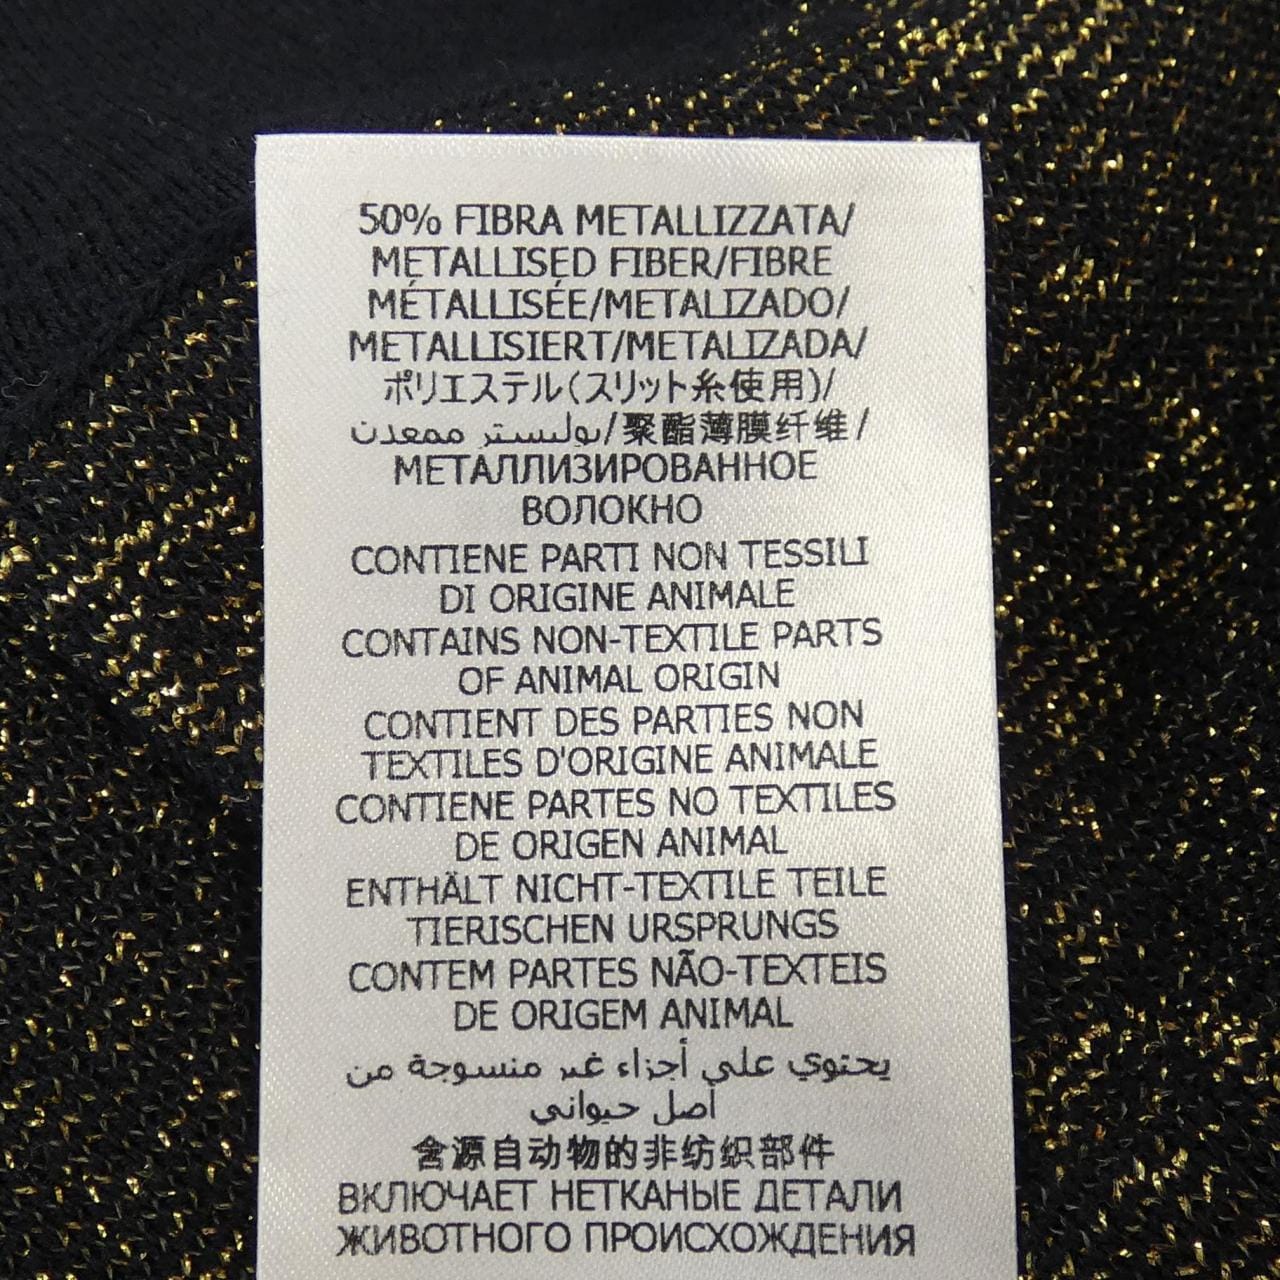 50% FIBRA METALLIZZATA/
METALLISED FIBER/FIBRE
MÉTALLISÉE/METALIZADO/
METALLISIERT/METALIZADA/
ポリエステル(スリット糸使用)/
بوليستر ممعدن/聚酯薄膜纤维/
МЕТАЛЛИЗИРОВАННОЕ
ВОЛОКНО
CONTIENE PARTI NON TESSILI
DI ORIGINE ANIMALE
CONTAINS NON-TEXTILE PARTS
OF ANIMAL ORIGIN
CONTIENT DES PARTIES NON
TEXTILES D'ORIGINE ANIMALE
CONTIENE PARTES NO TEXTILES
DE ORIGEN ANIMAL
ENTHÄLT NICHT-TEXTILE TEILE
TIERISCHEN URSPRUNGS
CONTEM PARTES NÃO-TEXTEIS
DE ORIGEM ANIMAL
يحتوي على أجزاء غير منسوجة من
أصل حيواني
含源自动物的非纺织部件
ВКЛЮЧАЕТ НЕТКАНЫЕ ДЕТАЛИ
ЖИВОТНОГО ПРОИСХОЖДЕНИЯ